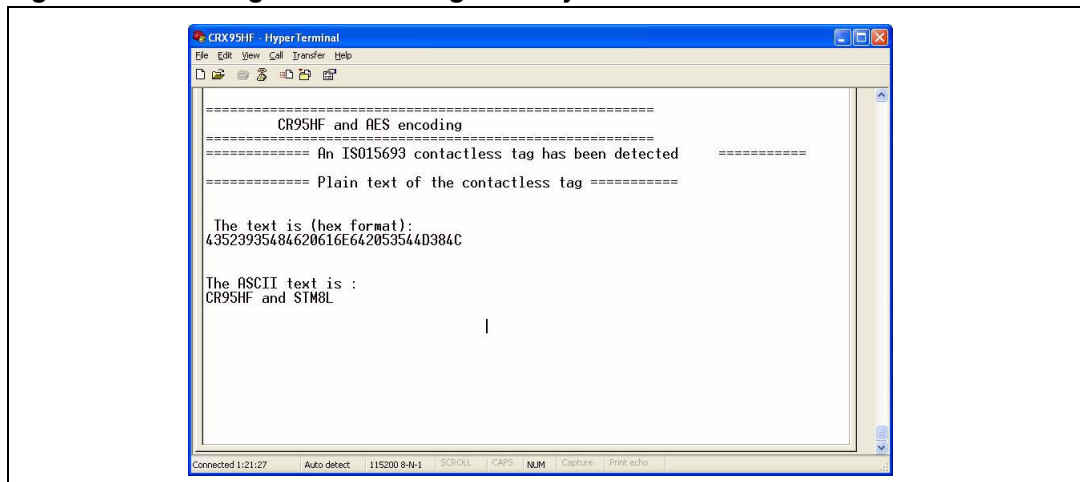 CRX95HF - HyperTerminal
File Edit View Call Transfer Help
========================================================
CR95HF and AES encoding
========================================================
============= An ISO15693 contactless tag has been detected ===========
============= Plain text of the contactless tag ===========
The text is (hex format):
43523935484620616E642053544D384C
The ASCII text is :
CR95HF and STM8L
Connected 1:21:27 Auto detect 115200 8-N-1 SCROLL CAPS NUM Capture Print echo